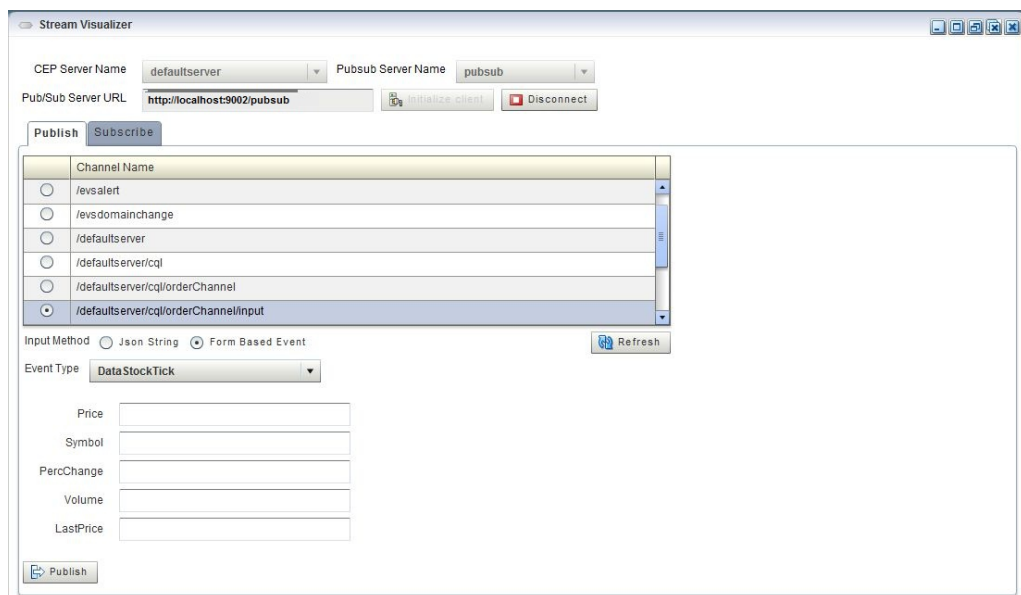 Stream Visualizer
CEP Server Name defaultserver Pubsub Server Name pubsub
Pub/Sub Server URL http://localhost:9002/pubsub Initialize client Disconnect
Publish Subscribe
Channel Name
/evsalert
/evsdomainchange
/defaultserver
/defaultserver/cql
/defaultserver/cql/orderChannel
/defaultserver/cql/orderChannel/input
Input Method Json String Form Based Event Refresh
Event Type DataStockTick
Price
Symbol
PercChange
Volume
LastPrice
Publish